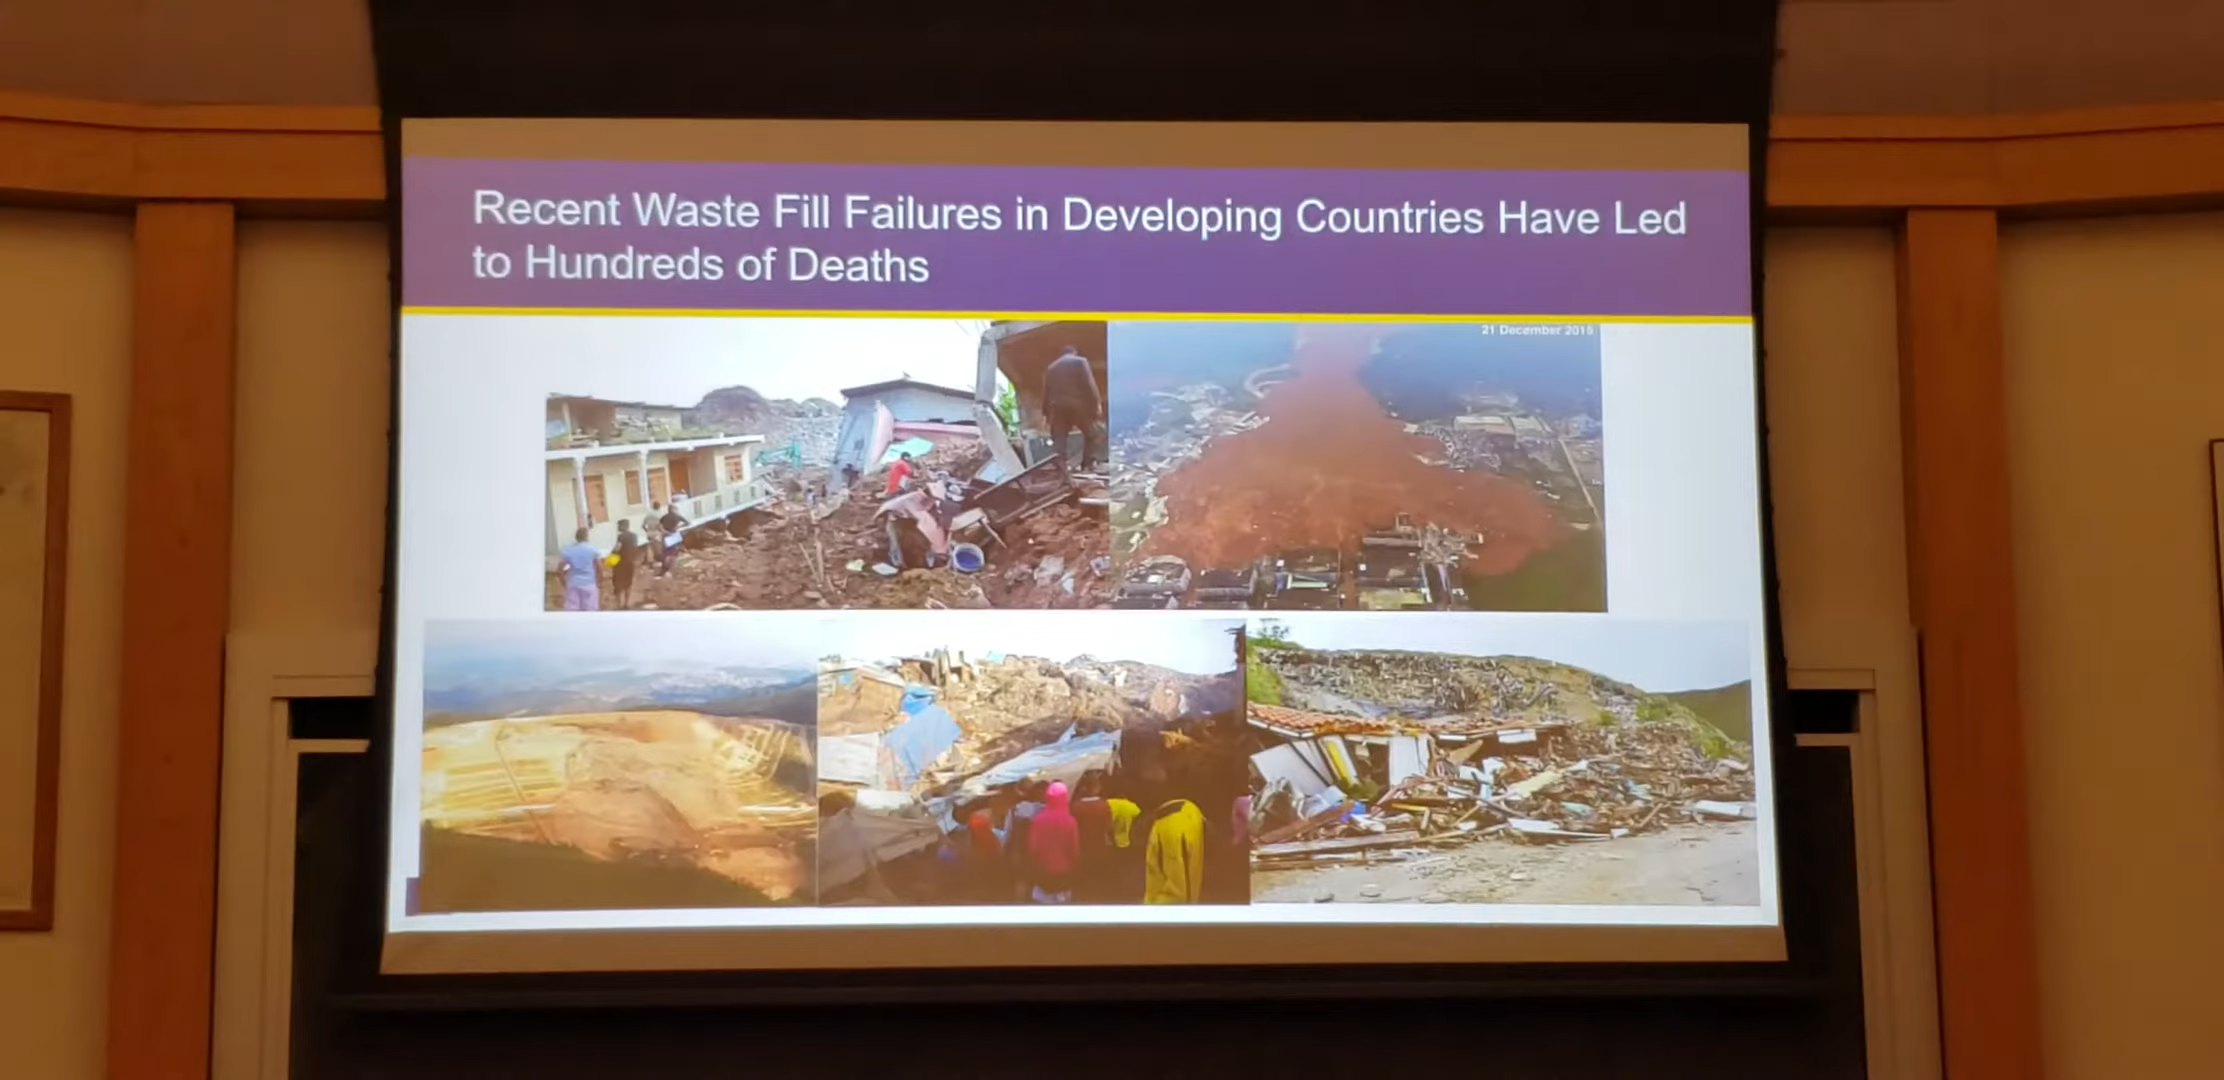 Recent Waste Fill Failures in Developing Countries Have Led
to Hundreds of Deaths
21 December 2015